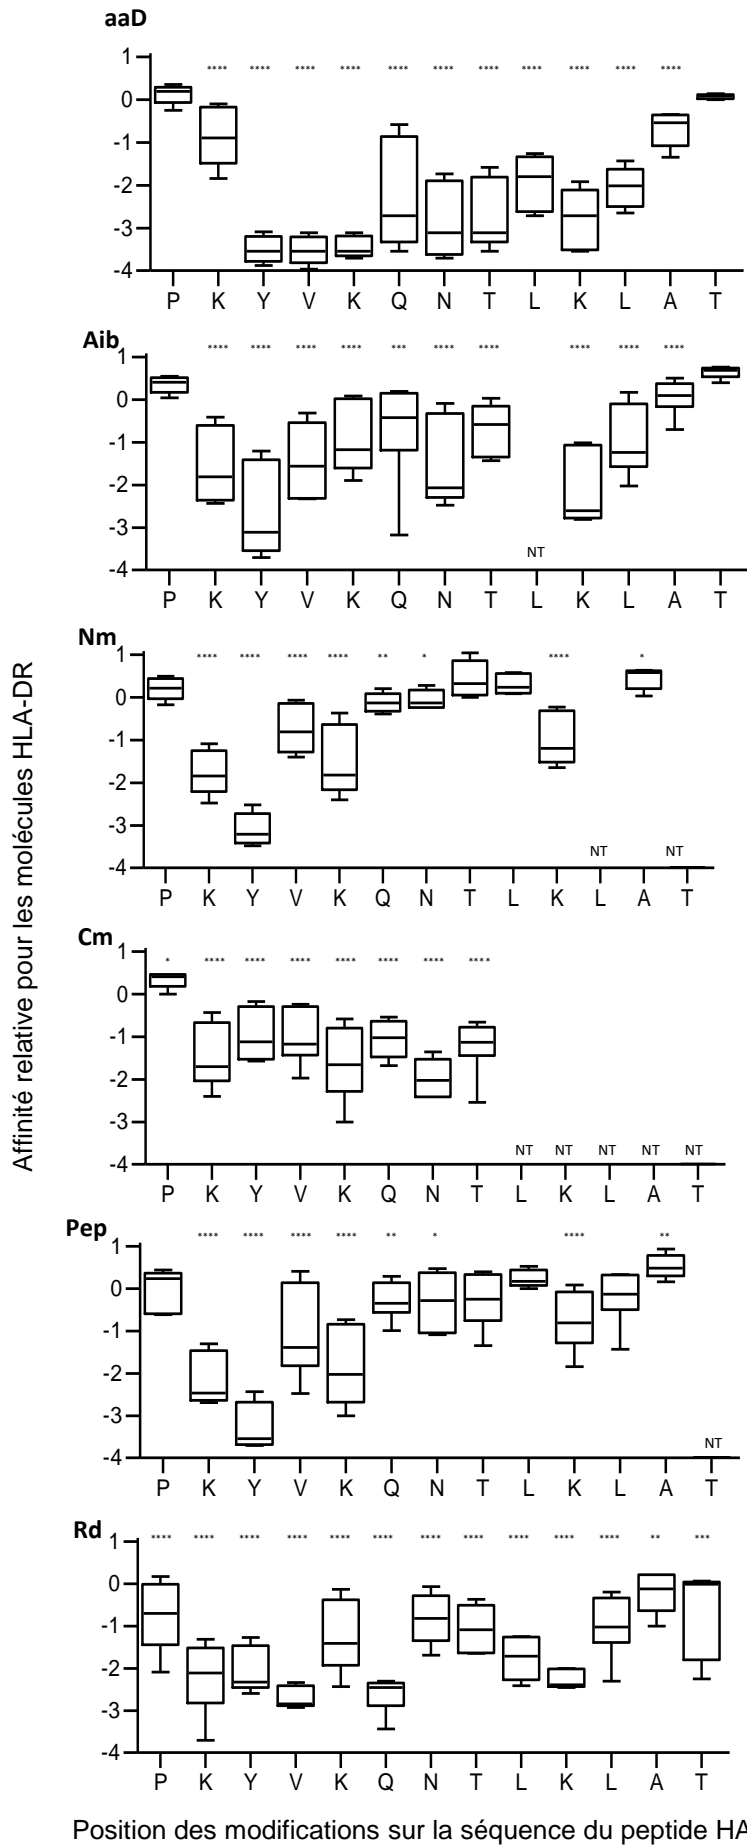 Affinité relative pour les molécules HLA-DR
aaD
**** **** **** **** **** **** **** **** **** **** ****
1
0
-1
-2
-3
-4
P K Y V K Q N T L K L A T
Aib
**** **** **** **** *** **** **** **** **** ****
1
0
-1
-2
-3
-4
NT
P K Y V K Q N T L K L A T
Nm
**** **** **** **** ** * **** *
1
0
-1
-2
-3
-4
NT NT
P K Y V K Q N T L K L A T
Cm
* **** **** **** **** **** **** ****
1
0
-1
-2
-3
-4
NT NT NT NT NT
P K Y V K Q N T L K L A T
Pep
**** **** **** **** ** * **** **
1
0
-1
-2
-3
-4
NT
P K Y V K Q N T L K L A T
Rd
**** **** **** **** **** **** **** **** **** **** **** ** ***
1
0
-1
-2
-3
-4
P K Y V K Q N T L K L A T
Position des modifications sur la séquence du peptide HA